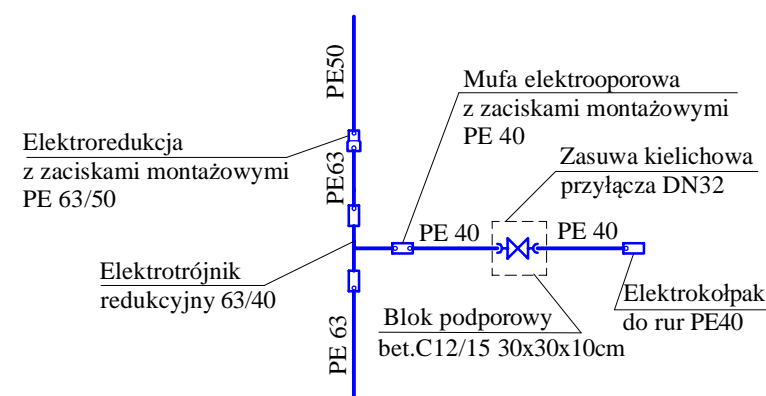 PE50
Mufa elektrooporowa
z zaciskami montażowymi
PE 40
Elektroredukcja
z zaciskami montażowymi
PE 63/50
PE63
Zasuwa kielichowa
przyłącza DN32
PE 40
PE 40
Elektrotrójnik
redukcyjny 63/40
Elektrokołpak
do rur PE40
Blok podporowy
bet.C12/15 30x30x10cm
PE 63